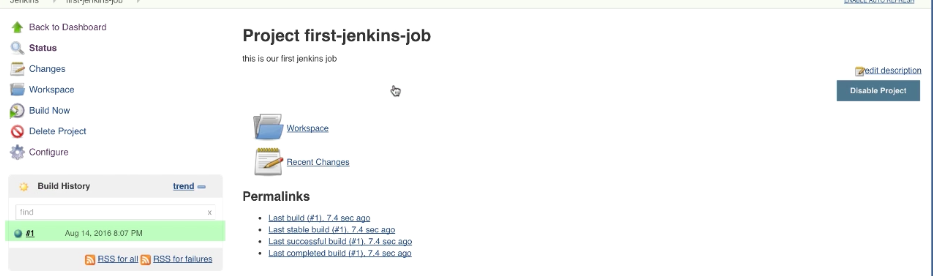 Jenkins first-jenkins-job
ENABLE AUTO REFRESH
Back to Dashboard
Status
Changes
Workspace
Build Now
Delete Project
Configure
Build History trend
find x
#1 Aug 14, 2016 8:07 PM
RSS for all RSS for failures
Project first-jenkins-job
this is our first jenkins job
edit description
Disable Project
Workspace
Recent Changes
Permalinks
Last build (#1), 7.4 sec ago
Last stable build (#1), 7.4 sec ago
Last successful build (#1), 7.4 sec ago
Last completed build (#1), 7.4 sec ago